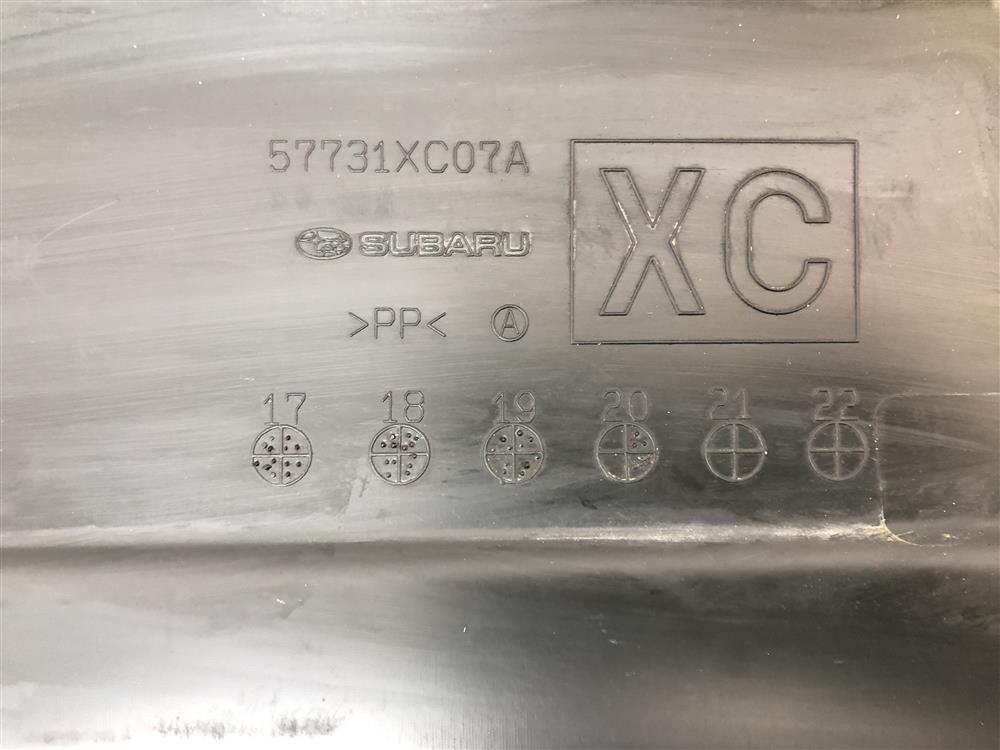 57731XC07A
XC
SUBARU
>PP<
A
17 18 19 20 21 22